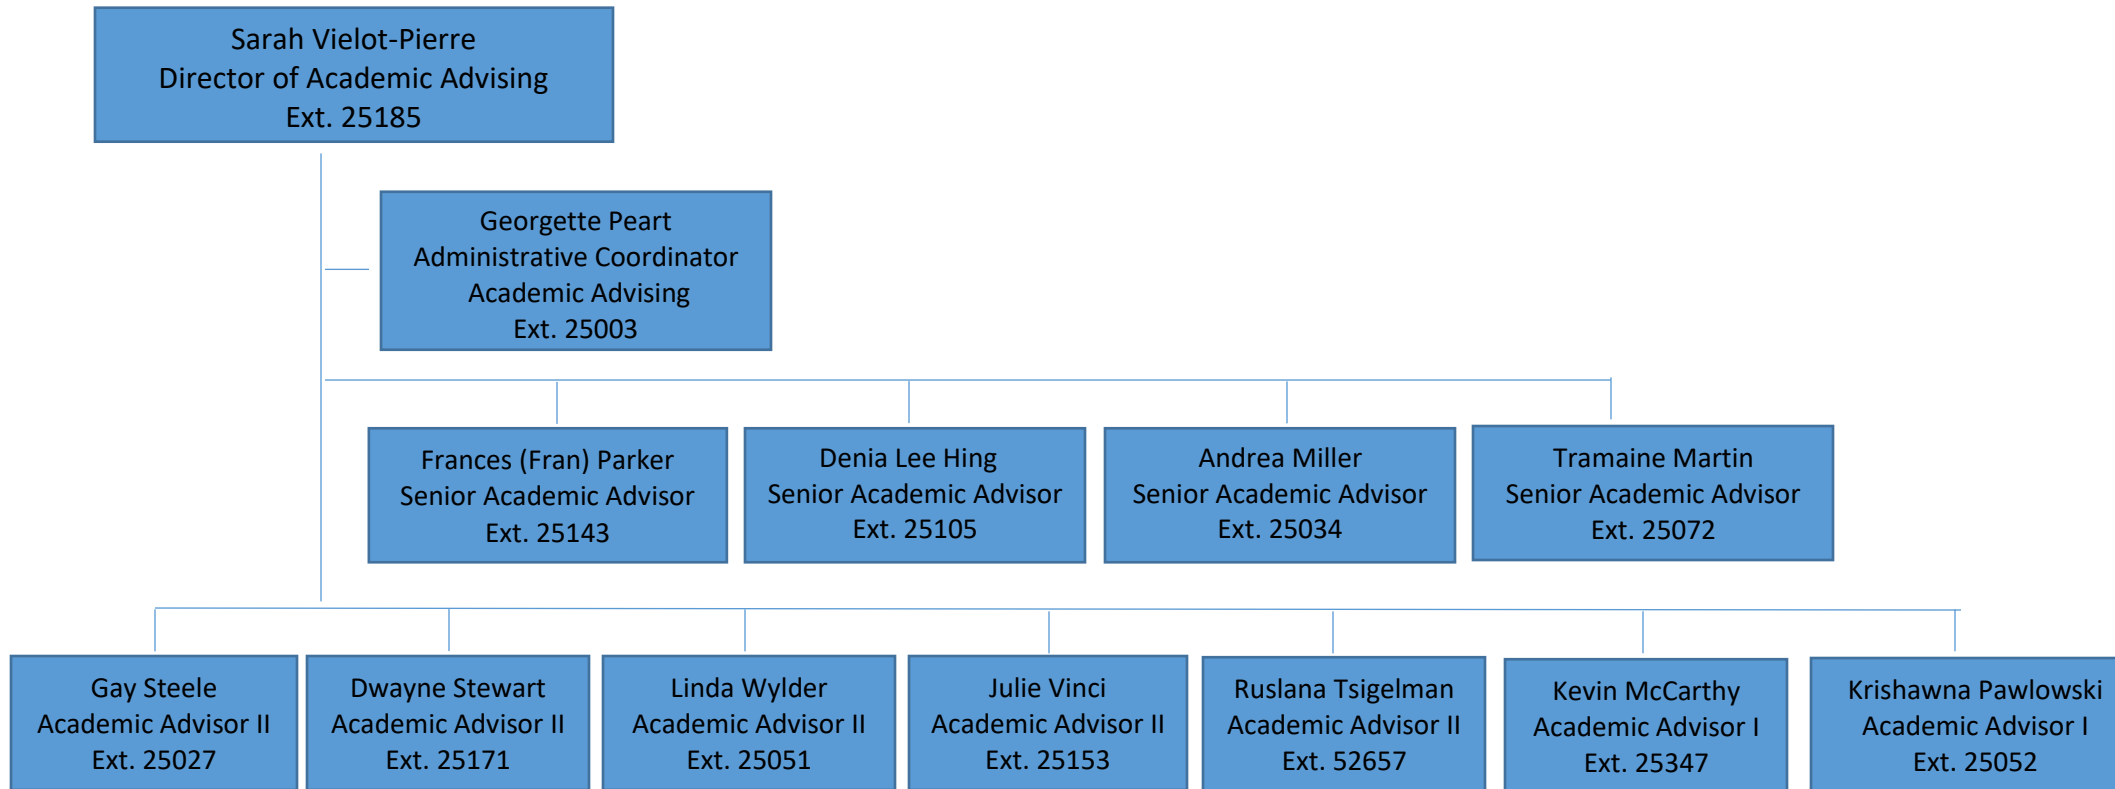 Sarah Vielot-Pierre
Director of Academic Advising
Ext. 25185
Georgette Peart
Administrative Coordinator
Academic Advising
Ext. 25003
Frances (Fran) Parker
Senior Academic Advisor
Ext. 25143
Denia Lee Hing
Senior Academic Advisor
Ext. 25105
Andrea Miller
Senior Academic Advisor
Ext. 25034
Tramaine Martin
Senior Academic Advisor
Ext. 25072
Gay Steele
Academic Advisor II
Ext. 25027
Dwayne Stewart
Academic Advisor II
Ext. 25171
Linda Wylder
Academic Advisor II
Ext. 25051
Julie Vinci
Academic Advisor II
Ext. 25153
Ruslana Tsigelman
Academic Advisor II
Ext. 52657
Kevin McCarthy
Academic Advisor I
Ext. 25347
Krishawna Pawlowski
Academic Advisor I
Ext. 25052